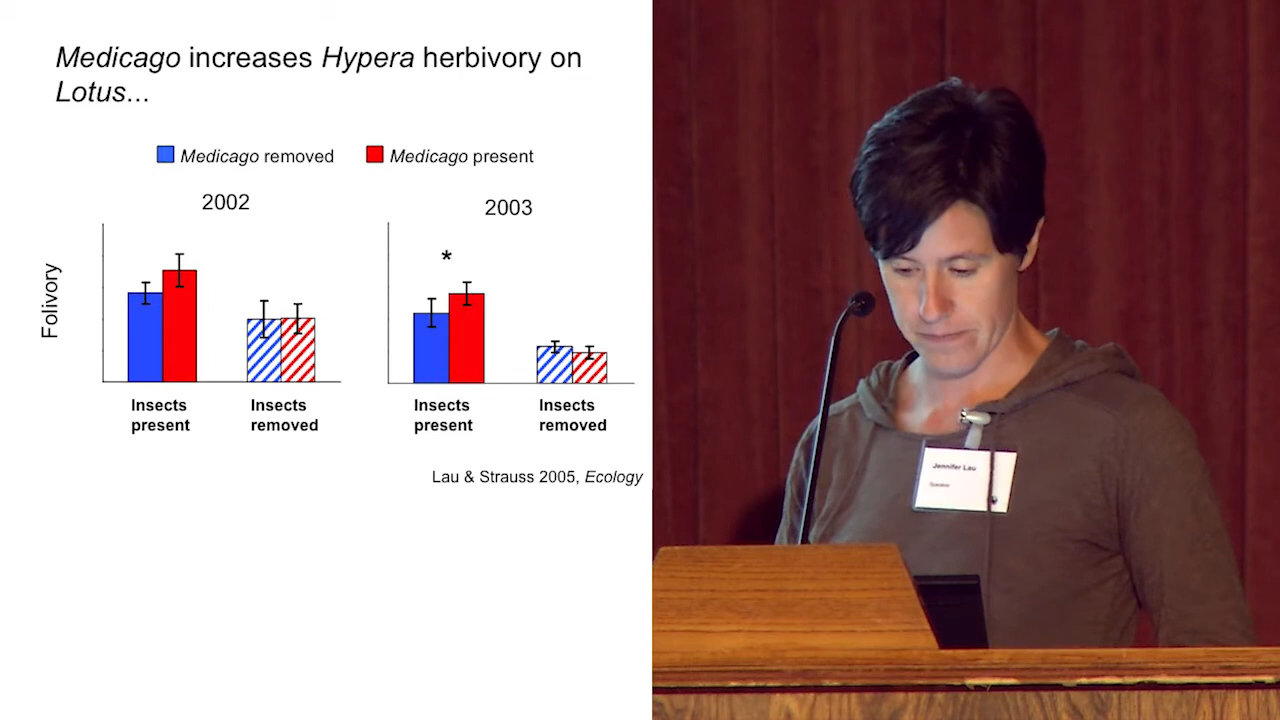 Medicago increases Hypera herbivory on
Lotus...
Medicago removed
Medicago present
2002
2003
*
Folivory
Insects
present
Insects
removed
Insects
present
Insects
removed
Lau & Strauss 2005, Ecology
Jennifer Lau
Speaker